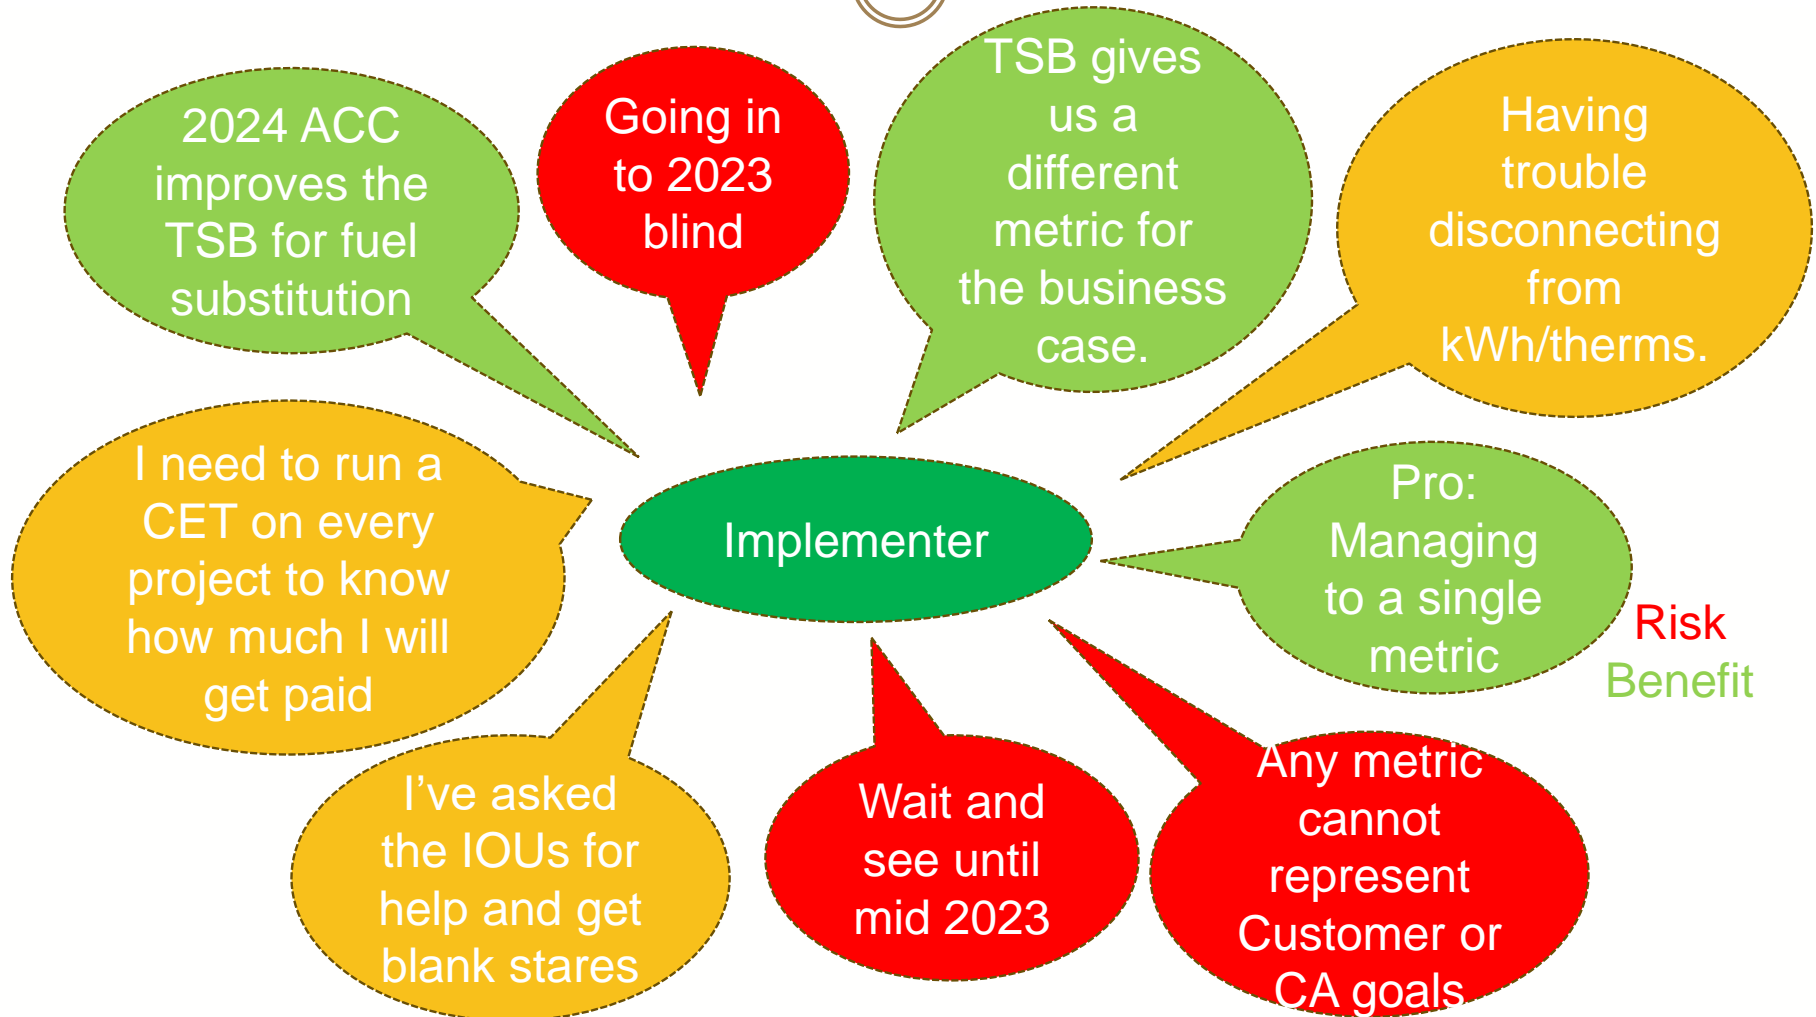 2024 ACC
improves the
TSB for fuel
substitution
Going in
to 2023
blind
TSB gives
us a
different
metric for
the business
case.
Having
trouble
disconnecting
from
kWh/therms.
I need to run a
CET on every
project to know
how much I will
get paid
Implementer
Pro:
Managing
to a single
metric
Risk
Benefit
I’ve asked
the IOUs for
help and get
blank stares
Wait and
see until
mid 2023
Any metric
cannot
represent
Customer or
CA goals